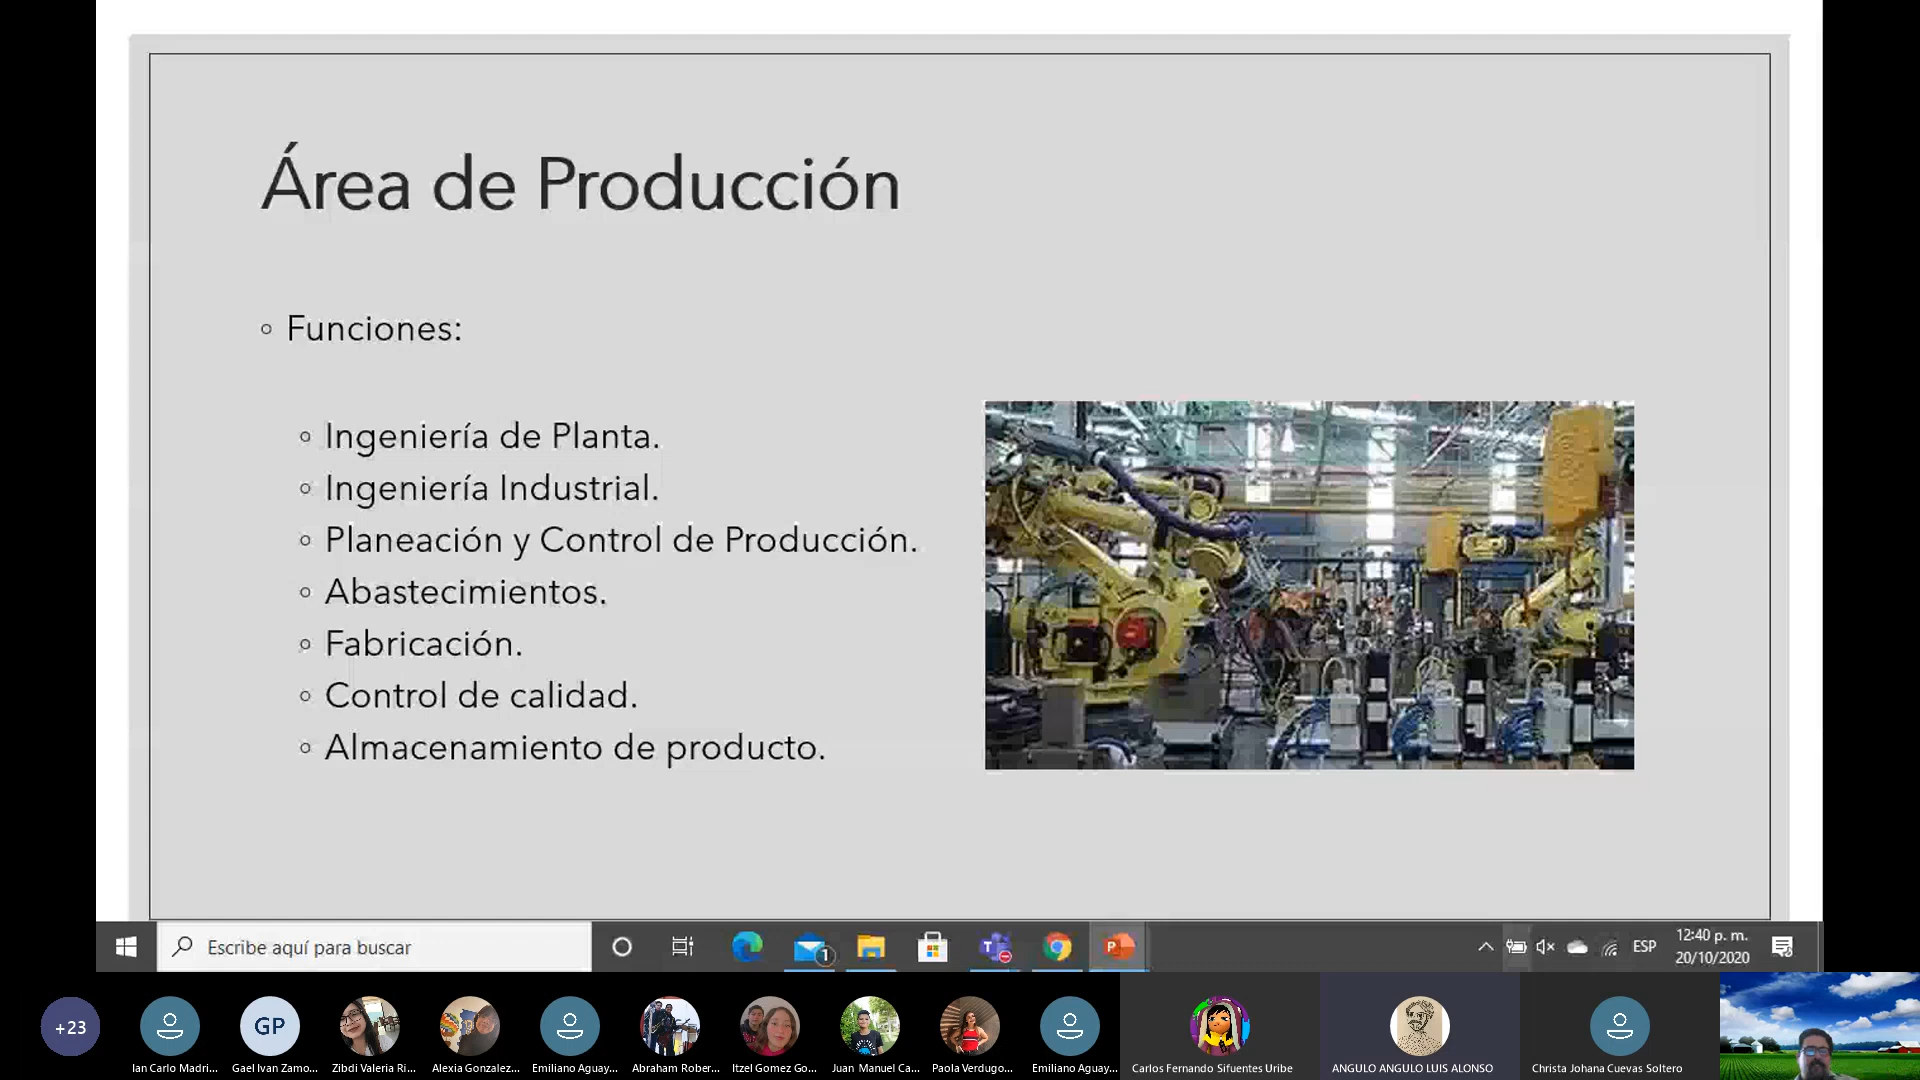 Área de Producción
Funciones:
Ingeniería de Planta.
Ingeniería Industrial.
Planeación y Control de Producción.
Abastecimientos.
Fabricación.
Control de calidad.
Almacenamiento de producto.
Escribe aquí para buscar
1
ESP
12:40 p. m.
20/10/2020
+23
GP
Ian Carlo Madri...
Gael Ivan Zamo...
Zibdi Valeria Ri...
Alexia Gonzalez...
Emiliano Aguay...
Abraham Rober...
Itzel Gomez Go...
Juan Manuel Ca...
Paola Verdugo...
Emiliano Aguay...
Carlos Fernando Sifuentes Uribe
ANGULO ANGULO LUIS ALONSO
Christa Johana Cuevas Soltero